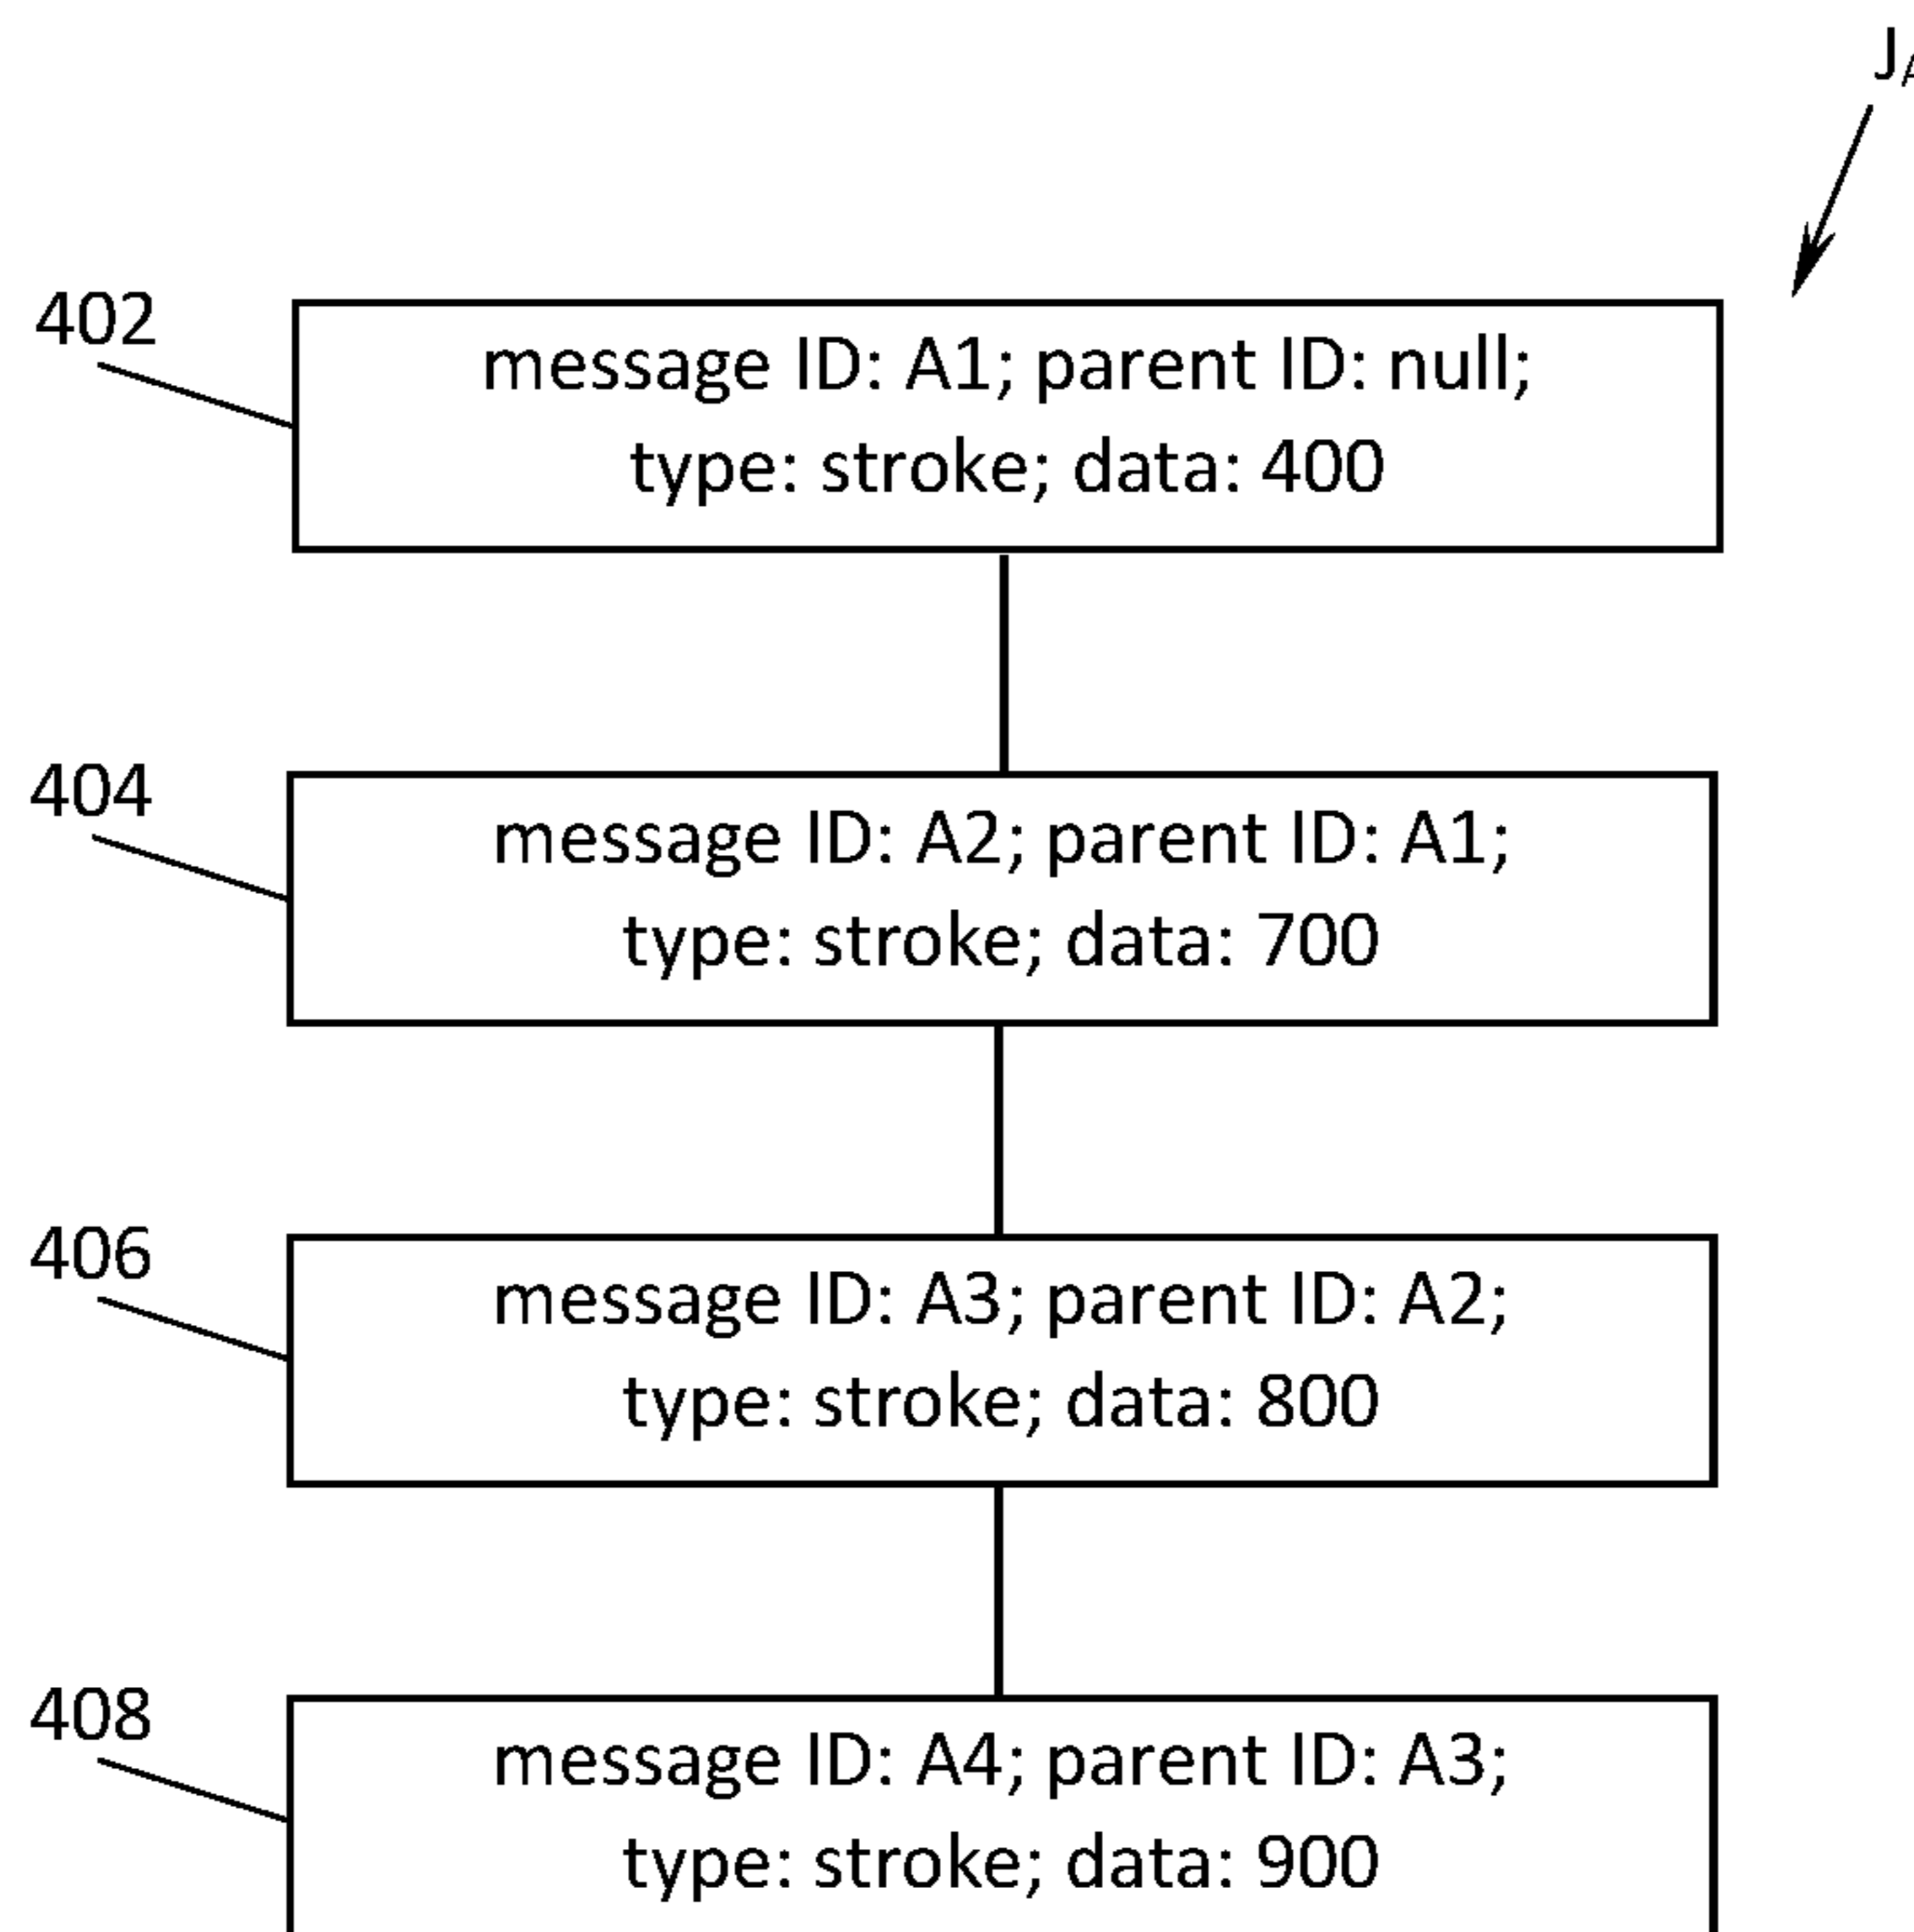 J
402
message ID: A1; parent ID: null;
type: stroke; data: 400
404
message ID: A2; parent ID: A1;
type: stroke; data: 700
406
message ID: A3; parent ID: A2;
type: stroke; data: 800
408
message ID: A4; parent ID: A3;
type: stroke; data: 900